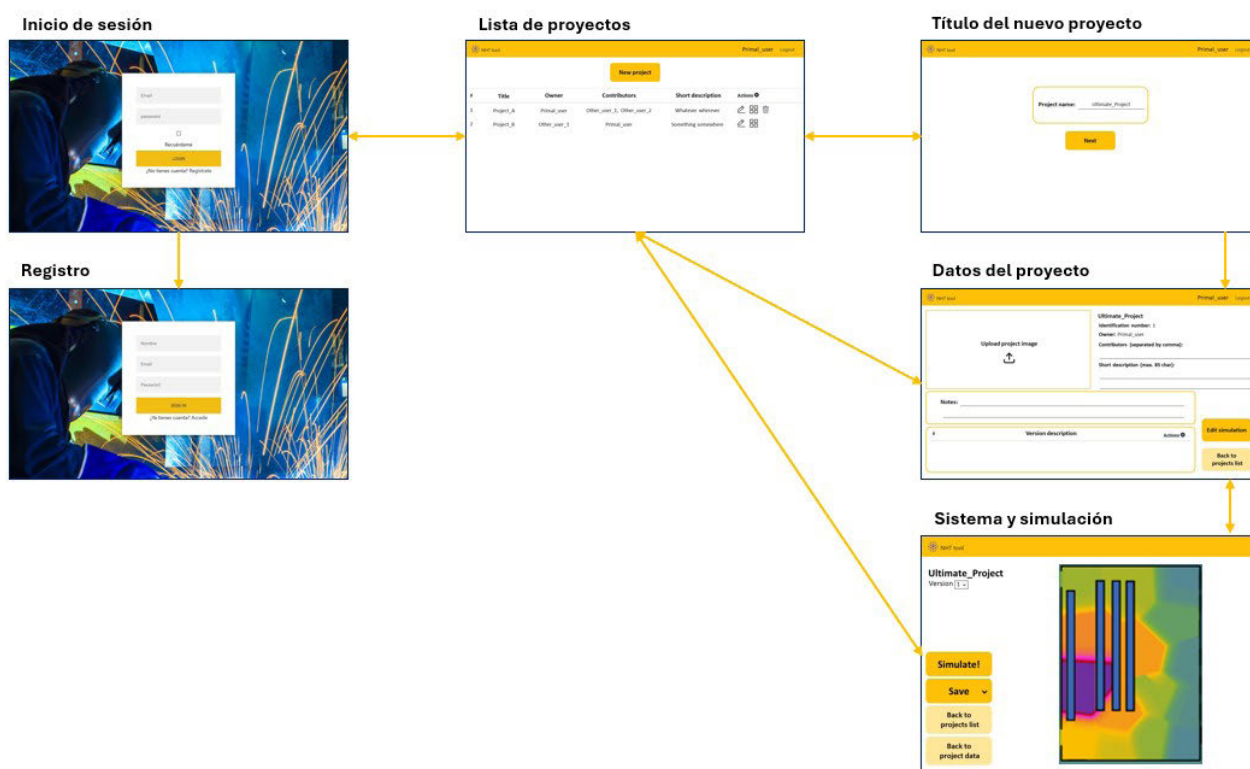 Inicio de sesión
Email
password
Recuérdame
LOGIN
¿No tienes cuenta? Regístrate
Lista de proyectos
NHT tool
Primal_user Logout
New project
# Title Owner Contributors Short description Actions
1 Project_A Primal_user Other_user_1, Other_user_2 Whatever wherever
2 Project_B Other_user_1 Primal_user Something somewhere
Título del nuevo proyecto
NHT tool
Primal_user Logout
Project name: Ultimate_Project
Next
Registro
Nombre
Email
Password
SIGN IN
¿Ya tienes cuenta? Accede
Datos del proyecto
NHT tool
Primal_user Logout
Upload project image
Ultimate_Project
Identification number: 1
Owner: Primal_user
Contributors (separated by comma):
Short description (max. 85 char):
Notes:
# Version description Actions
Edit simulation
Back to
projects list
Sistema y simulación
NHT tool
Ultimate_Project
Version 1
Simulate!
Save
Back to
projects list
Back to
project data